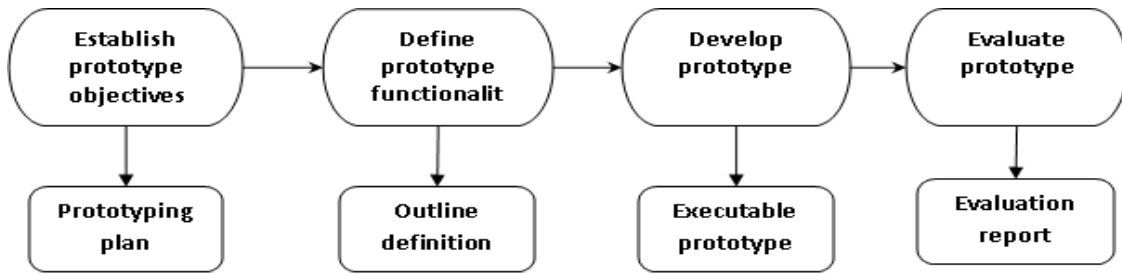 Establish
prototype
objectives
Define
prototype
functionalit
Develop
prototype
Evaluate
prototype
Prototyping
plan
Outline
definition
Executable
prototype
Evaluation
report